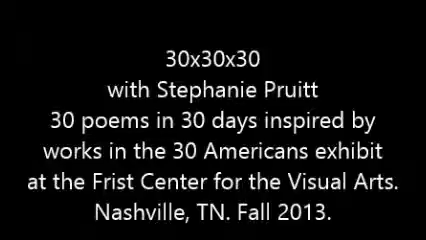 30x30x30
with Stephanie Pruitt
30 poems in 30 days inspired by
works in the 30 Americans exhibit
at the Frist Center for the Visual Arts.
Nashville, TN. Fall 2013.